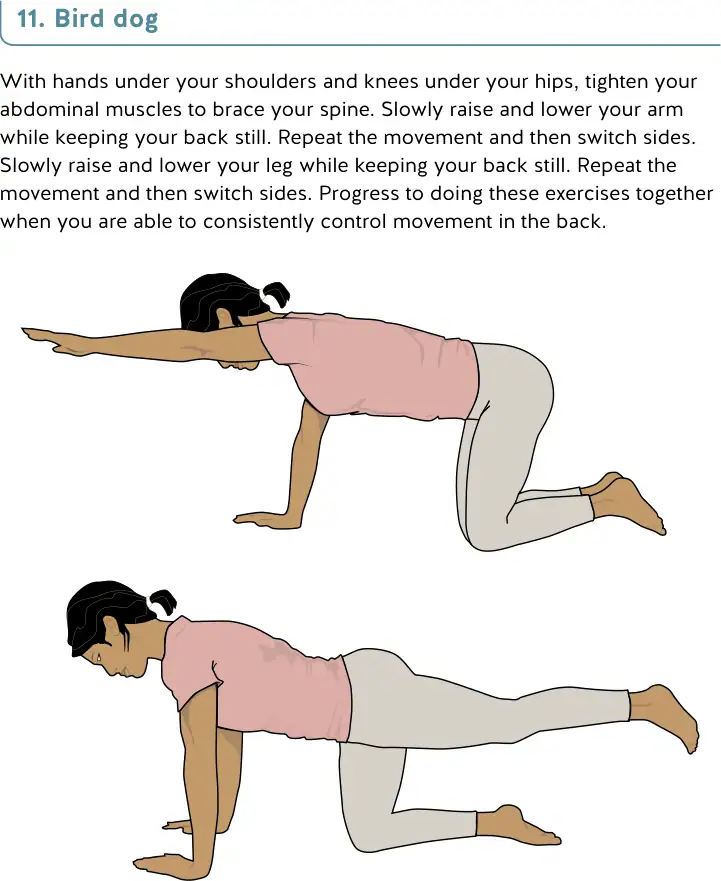 11. Bird dog
With hands under your shoulders and knees under your hips, tighten your
abdominal muscles to brace your spine. Slowly raise and lower your arm
while keeping your back still. Repeat the movement and then switch sides.
Slowly raise and lower your leg while keeping your back still. Repeat the
movement and then switch sides. Progress to doing these exercises together
when you are able to consistently control movement in the back.